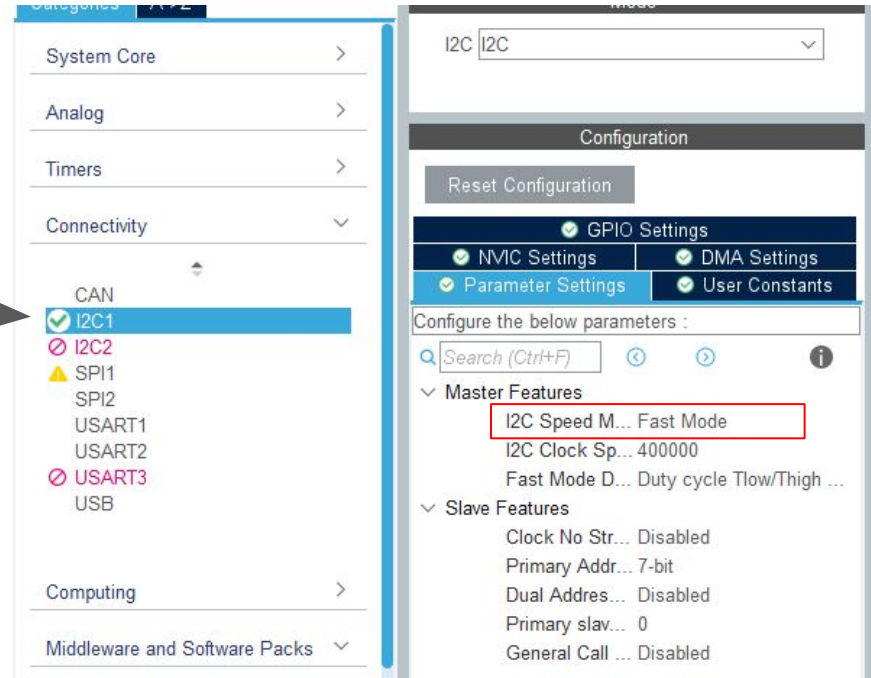 Categories A->Z
System Core
Analog
Timers
Connectivity
CAN
I2C1
I2C2
SPI1
SPI2
USART1
USART2
USART3
USB
Computing
Middleware and Software Packs
Mode
I2C I2C
Configuration
Reset Configuration
GPIO Settings
NVIC Settings DMA Settings
Parameter Settings User Constants
Configure the below parameters :
Search (Ctrl+F)
Master Features
I2C Speed M... Fast Mode
I2C Clock Sp... 400000
Fast Mode D... Duty cycle Tlow/Thigh ...
Slave Features
Clock No Str... Disabled
Primary Addr... 7-bit
Dual Addres... Disabled
Primary slav... 0
General Call ... Disabled